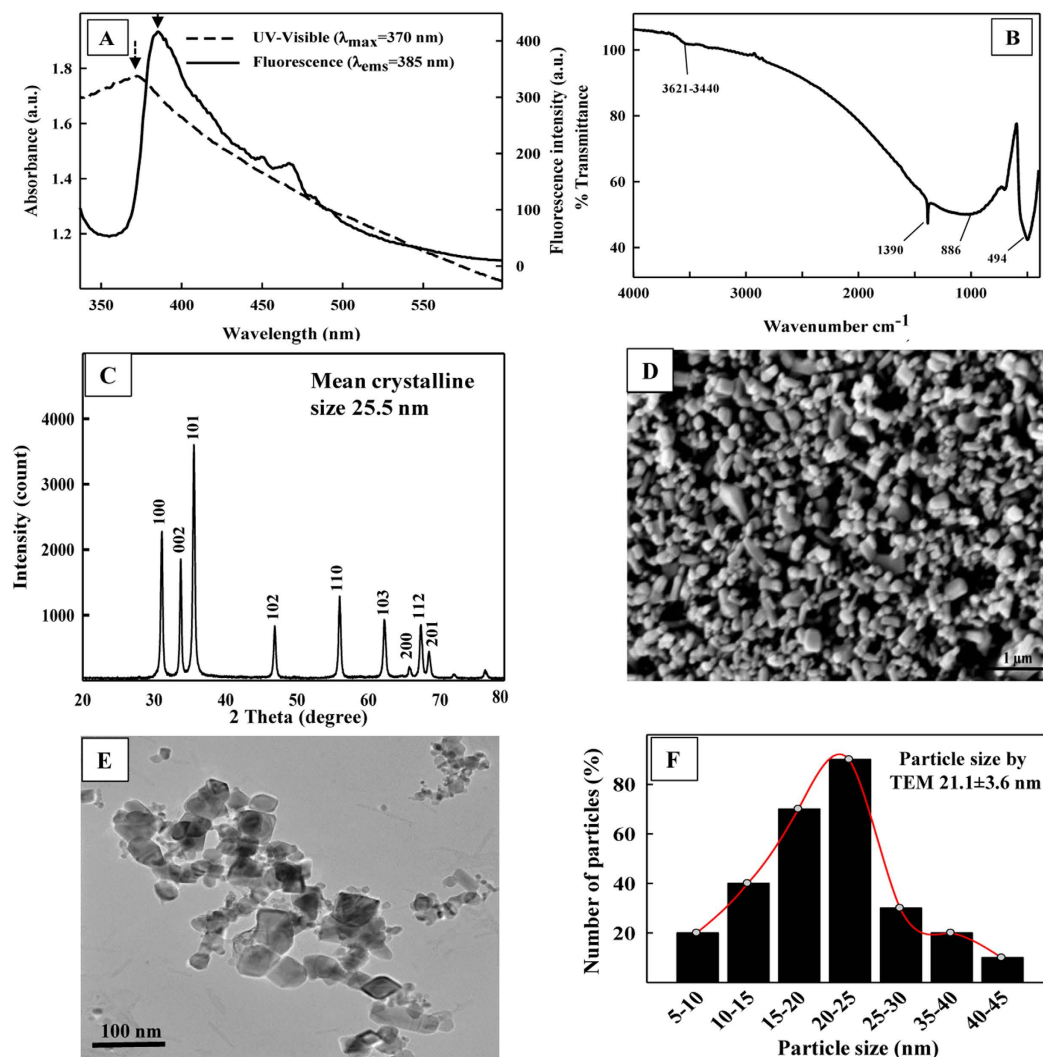 A
UV-Visible (λmax=370 nm)
Fluorescence (λems=385 nm)
Absorbance (a.u.)
1.8
1.6
1.4
1.2
Fluorescence intensity (a.u.)
400
300
200
100
0
350 400 450 500 550
Wavelength (nm)
B
% Transmittance
100
80
60
40
3621-3440
1390
886
494
4000 3000 2000 1000
Wavenumber cm-1
C
Mean crystalline
size 25.5 nm
Intensity (count)
4000
3000
2000
1000
100
002
101
102
110
103
200
112
201
20 30 40 50 60 70 80
2 Theta (degree)
D
1 µm
E
100 nm
F
Particle size by
TEM 21.1±3.6 nm
Number of particles (%)
80
60
40
20
5-10
10-15
15-20
20-25
25-30
35-40
40-45
Particle size (nm)